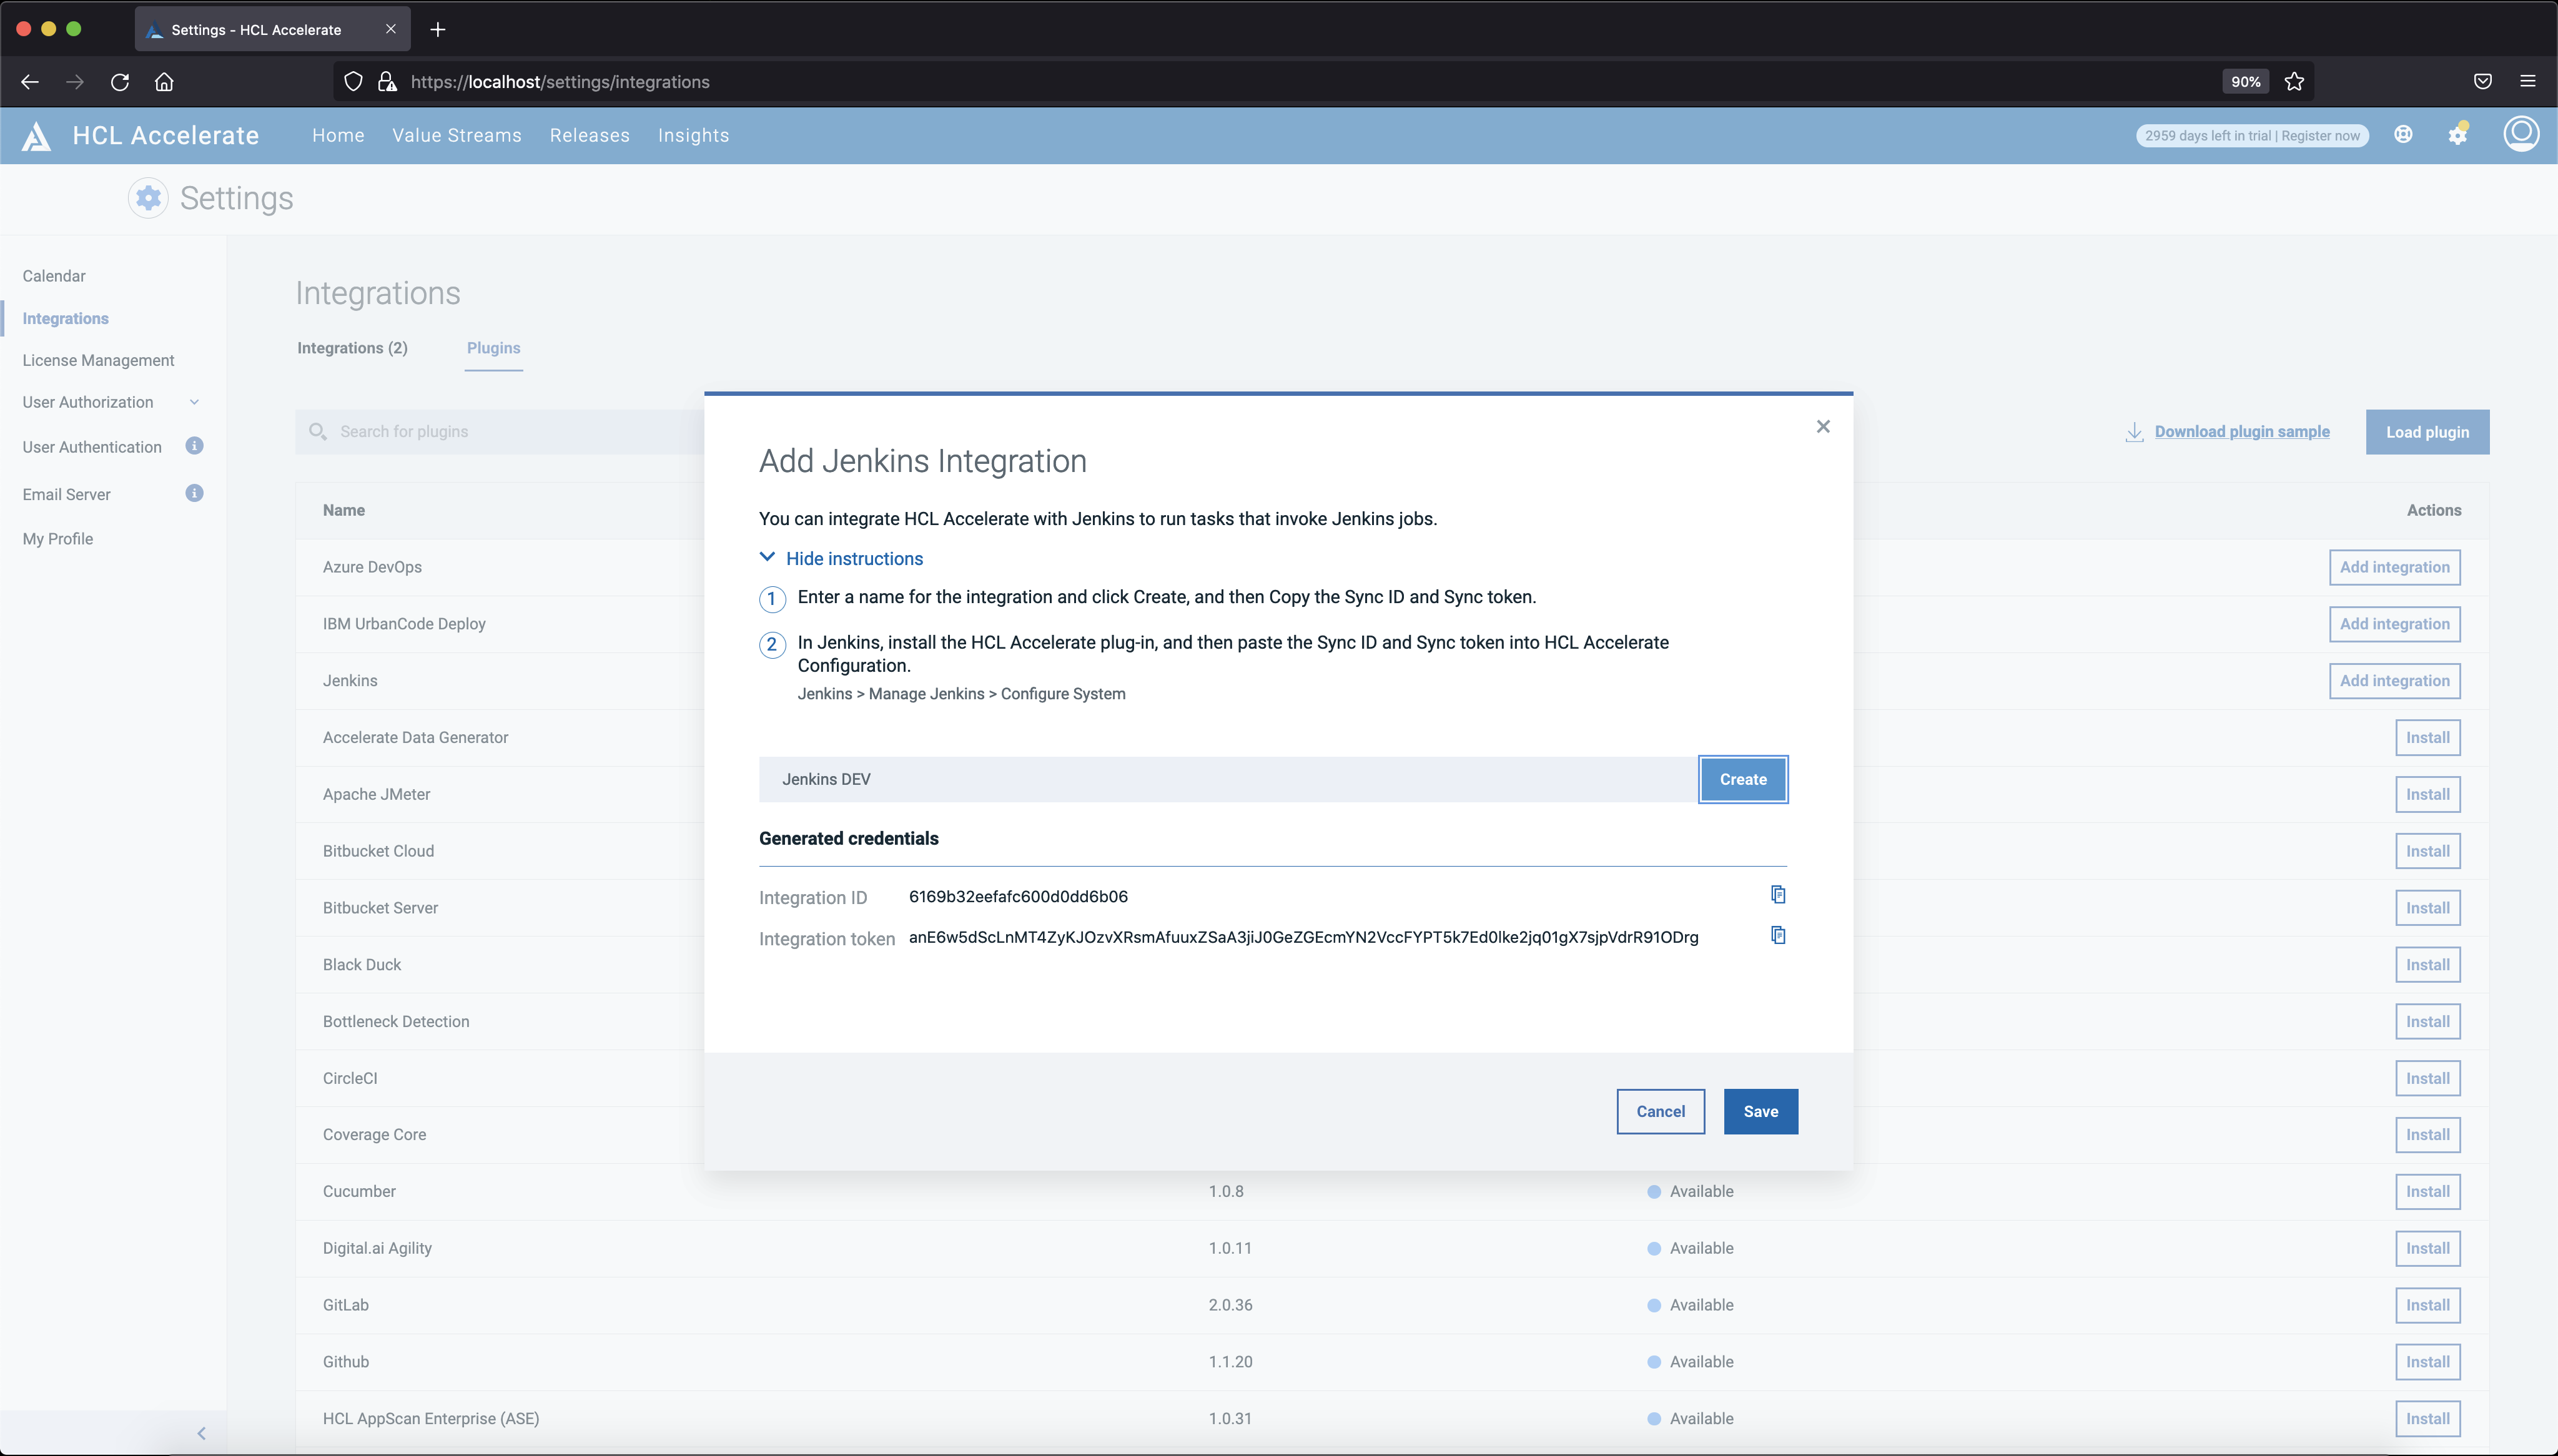 Settings - HCL Accelerate
https://localhost/settings/integrations
90%
HCL Accelerate
Home
Value Streams
Releases
Insights
2959 days left in trial | Register now
Settings
Calendar
Integrations
License Management
User Authorization
User Authentication
Email Server
My Profile
Integrations
Integrations (2)
Plugins
Search for plugins
Download plugin sample
Load plugin
Name
Actions
Azure DevOps
Add integration
IBM UrbanCode Deploy
Add integration
Jenkins
Add integration
Accelerate Data Generator
Install
Apache JMeter
Install
Bitbucket Cloud
Install
Bitbucket Server
Install
Black Duck
Install
Bottleneck Detection
Install
CircleCI
Install
Coverage Core
Install
Cucumber
1.0.8
Available
Install
Digital.ai Agility
1.0.11
Available
Install
GitLab
2.0.36
Available
Install
Github
1.1.20
Available
Install
HCL AppScan Enterprise (ASE)
1.0.31
Available
Install
Add Jenkins Integration
You can integrate HCL Accelerate with Jenkins to run tasks that invoke Jenkins jobs.
Hide instructions
1 Enter a name for the integration and click Create, and then Copy the Sync ID and Sync token.
2 In Jenkins, install the HCL Accelerate plug-in, and then paste the Sync ID and Sync token into HCL Accelerate
Configuration.
Jenkins > Manage Jenkins > Configure System
Jenkins DEV
Create
Generated credentials
Integration ID 6169b32eefafc600d0dd6b06
Integration token anE6w5dScLnMT4ZyKJOzvXRsmAfuuxZSaA3jiJ0GeZGEcmYN2VccFYPT5k7Ed0lke2jq01gX7sjpVdrR91ODrg
Cancel
Save